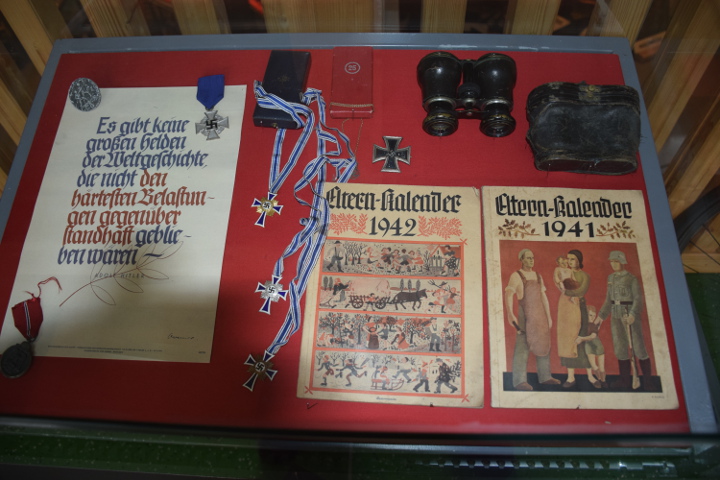 Es gibt keine
großen Helden
der Weltgeschichte,
die nicht den
härtesten Belastun-
gen gegenüber
standhaft geblie-
ben wären –
ADOLF HITLER
Eltern-Kalender
1942
Eltern-Kalender
1941